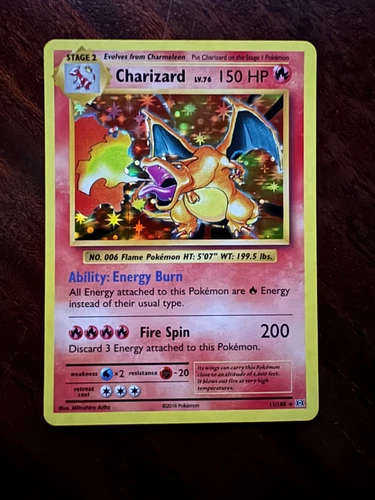 STAGE 2 Evolves from Charmeleon Put Charizard on the Stage 1 Pokémon
Charizard LV.76 150 HP
NO. 006 Flame Pokémon HT: 5'07" WT: 199.5 lbs.
Ability: Energy Burn
All Energy attached to this Pokémon are Energy
instead of their usual type.
Fire Spin 200
Discard 3 Energy attached to this Pokémon.
weakness ×2 resistance -20
retreat
cost
Its wings can carry this Pokémon
close to an altitude of 4,600 feet.
It blows out fire at very high
temperatures.
Illus. Mitsuhiro Arita ©2016 Pokémon 11/108